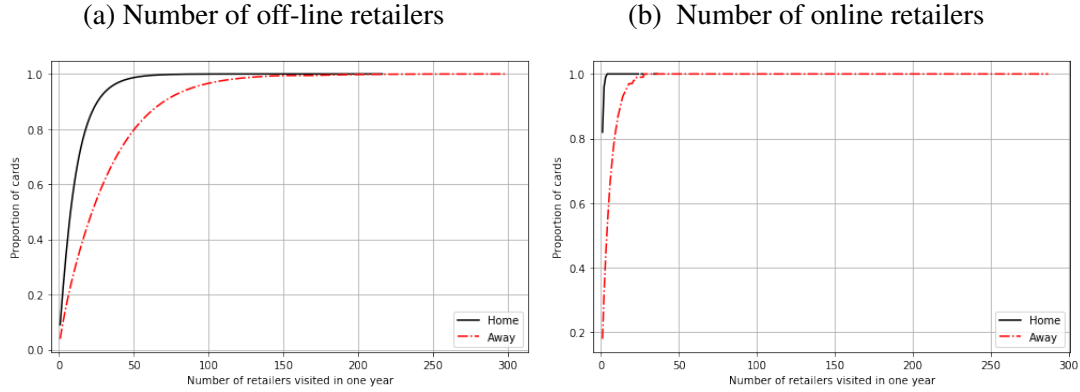 (a) Number of off-line retailers
1.0
0.8
0.6
0.4
0.2
0.0
Proportion of cards
Home
Away
0 50 100 150 200 250 300
Number of retailers visited in one year
(b) Number of online retailers
1.0
0.8
0.6
0.4
0.2
Proportion of cards
Home
Away
0 50 100 150 200 250 300
Number of retailers visited in one year